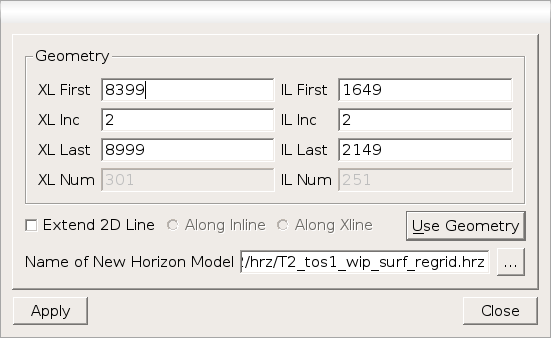 Geometry
XL First 8399 IL First 1649
XL Inc 2 IL Inc 2
XL Last 8999 IL Last 2149
XL Num 301 IL Num 251
Extend 2D Line Along Inline Along Xline Use Geometry
Name of New Horizon Model /hrz/T2_tos1_wip_surf_regrid.hrz ...
Apply Close